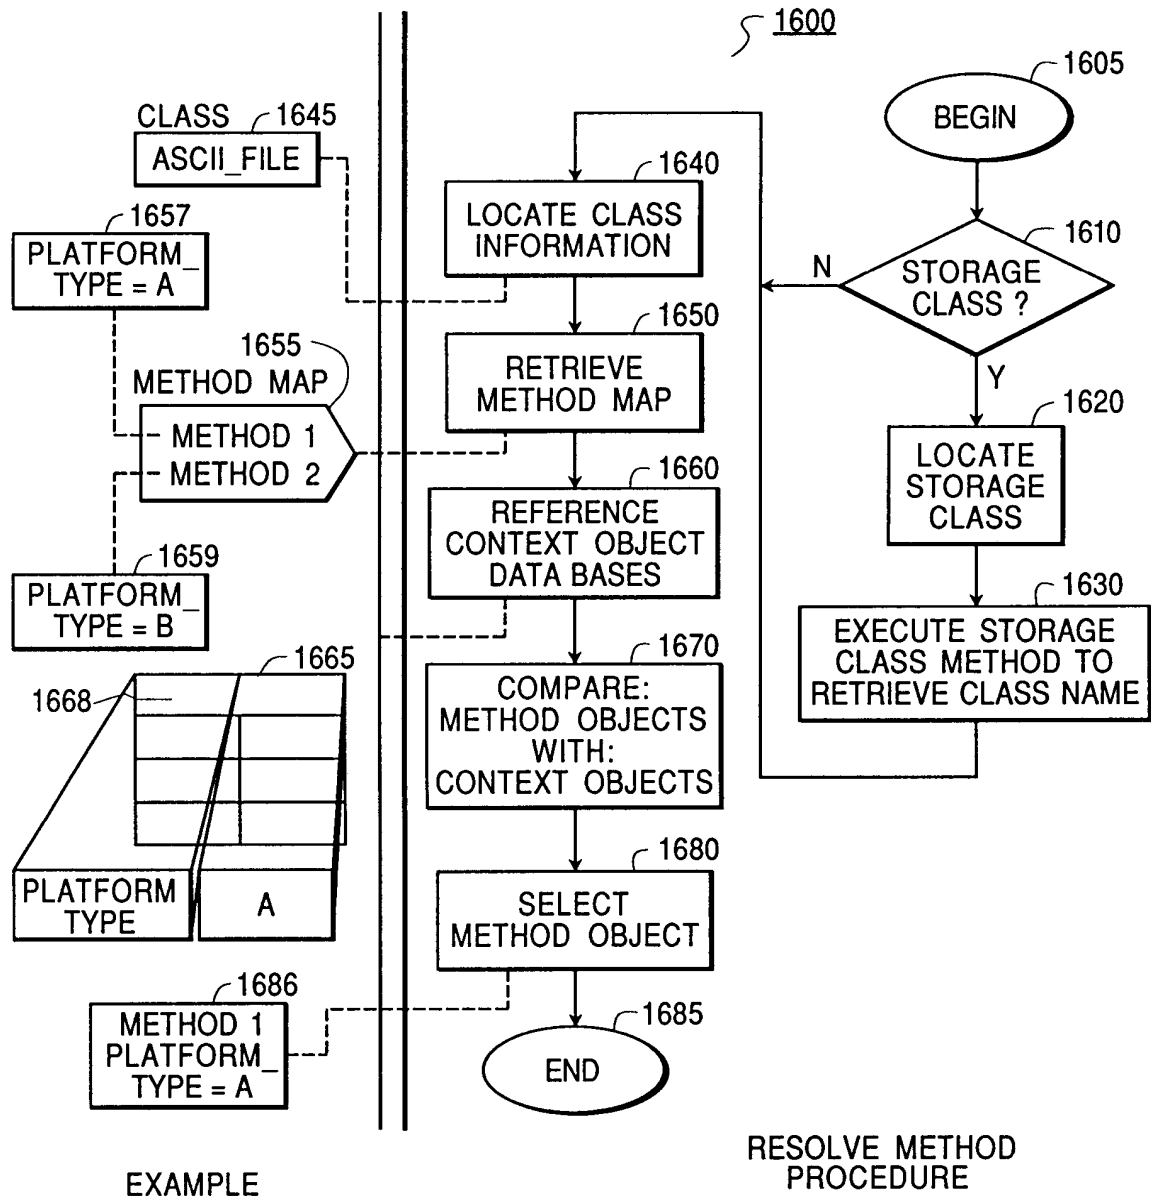 1600
1605
BEGIN
CLASS
1645
ASCII_FILE
1640
LOCATE CLASS
INFORMATION
1657
PLATFORM_
TYPE = A
1610
STORAGE
CLASS ?
N
Y
1650
RETRIEVE
METHOD MAP
1655
METHOD MAP
METHOD 1
METHOD 2
1620
LOCATE
STORAGE
CLASS
1660
REFERENCE
CONTEXT OBJECT
DATA BASES
1659
PLATFORM_
TYPE = B
1630
EXECUTE STORAGE
CLASS METHOD TO
RETRIEVE CLASS NAME
1665
1668
PLATFORM
TYPE
A
1670
COMPARE:
METHOD OBJECTS
WITH:
CONTEXT OBJECTS
1680
SELECT
METHOD OBJECT
1686
METHOD 1
PLATFORM_
TYPE = A
1685
END
EXAMPLE
RESOLVE METHOD
PROCEDURE